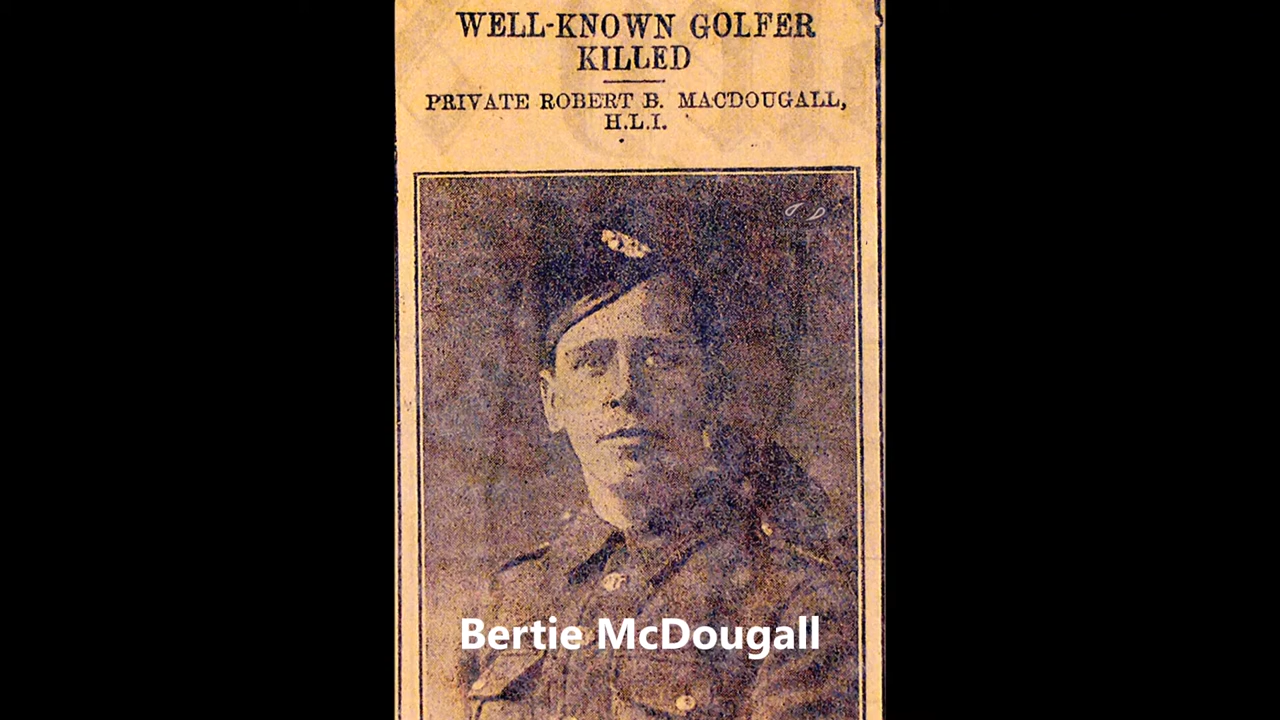 WELL-KNOWN GOLFER
KILLED
PRIVATE ROBERT B. MACDOUGALL,
H.L.I.
Bertie McDougall